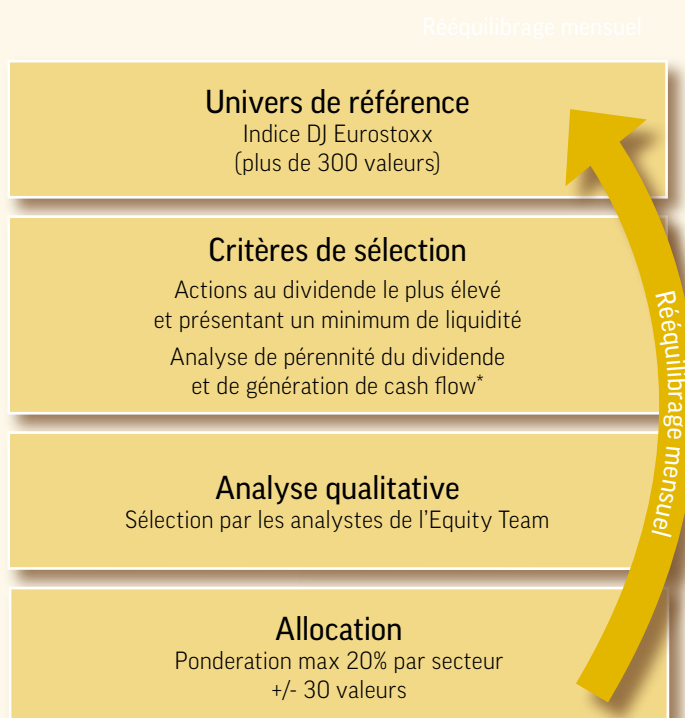 Rééquilibrage mensuel
Univers de référence
Indice DJ Eurostoxx
(plus de 300 valeurs)
Critères de sélection
Actions au dividende le plus élevé
et présentant un minimum de liquidité
Analyse de pérennité du dividende
et de génération de cash flow*
Analyse qualitative
Sélection par les analystes de l'Equity Team
Allocation
Ponderation max 20% par secteur
+/- 30 valeurs
Rééquilibrage mensuel